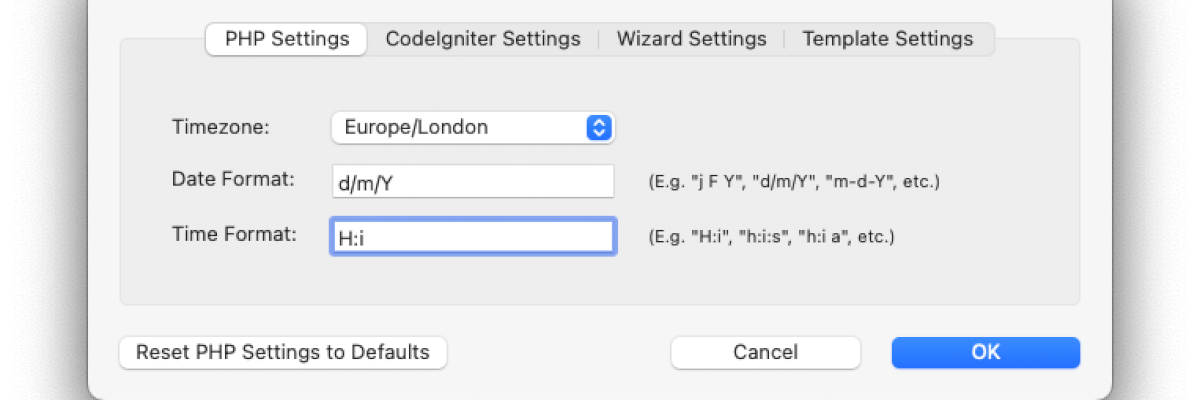 PHP Settings CodeIgniter Settings Wizard Settings Template Settings
Timezone: Europe/London
Date Format: d/m/Y (E.g. "j F Y", "d/m/Y", "m-d-Y", etc.)
Time Format: H:i (E.g. "H:i", "h:i:s", "h:i a", etc.)
Reset PHP Settings to Defaults Cancel OK